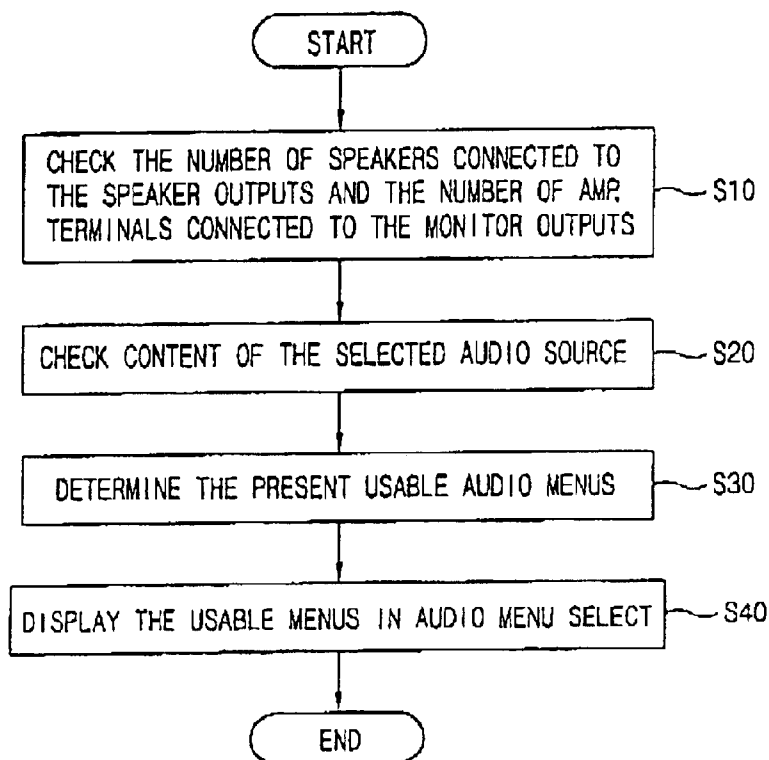 START
CHECK THE NUMBER OF SPEAKERS CONNECTED TO
THE SPEAKER OUTPUTS AND THE NUMBER OF AMP.
TERMINALS CONNECTED TO THE MONITOR OUTPUTS
S10
CHECK CONTENT OF THE SELECTED AUDIO SOURCE
S20
DETERMINE THE PRESENT USABLE AUDIO MENUS
S30
DISPLAY THE USABLE MENUS IN AUDIO MENU SELECT
S40
END